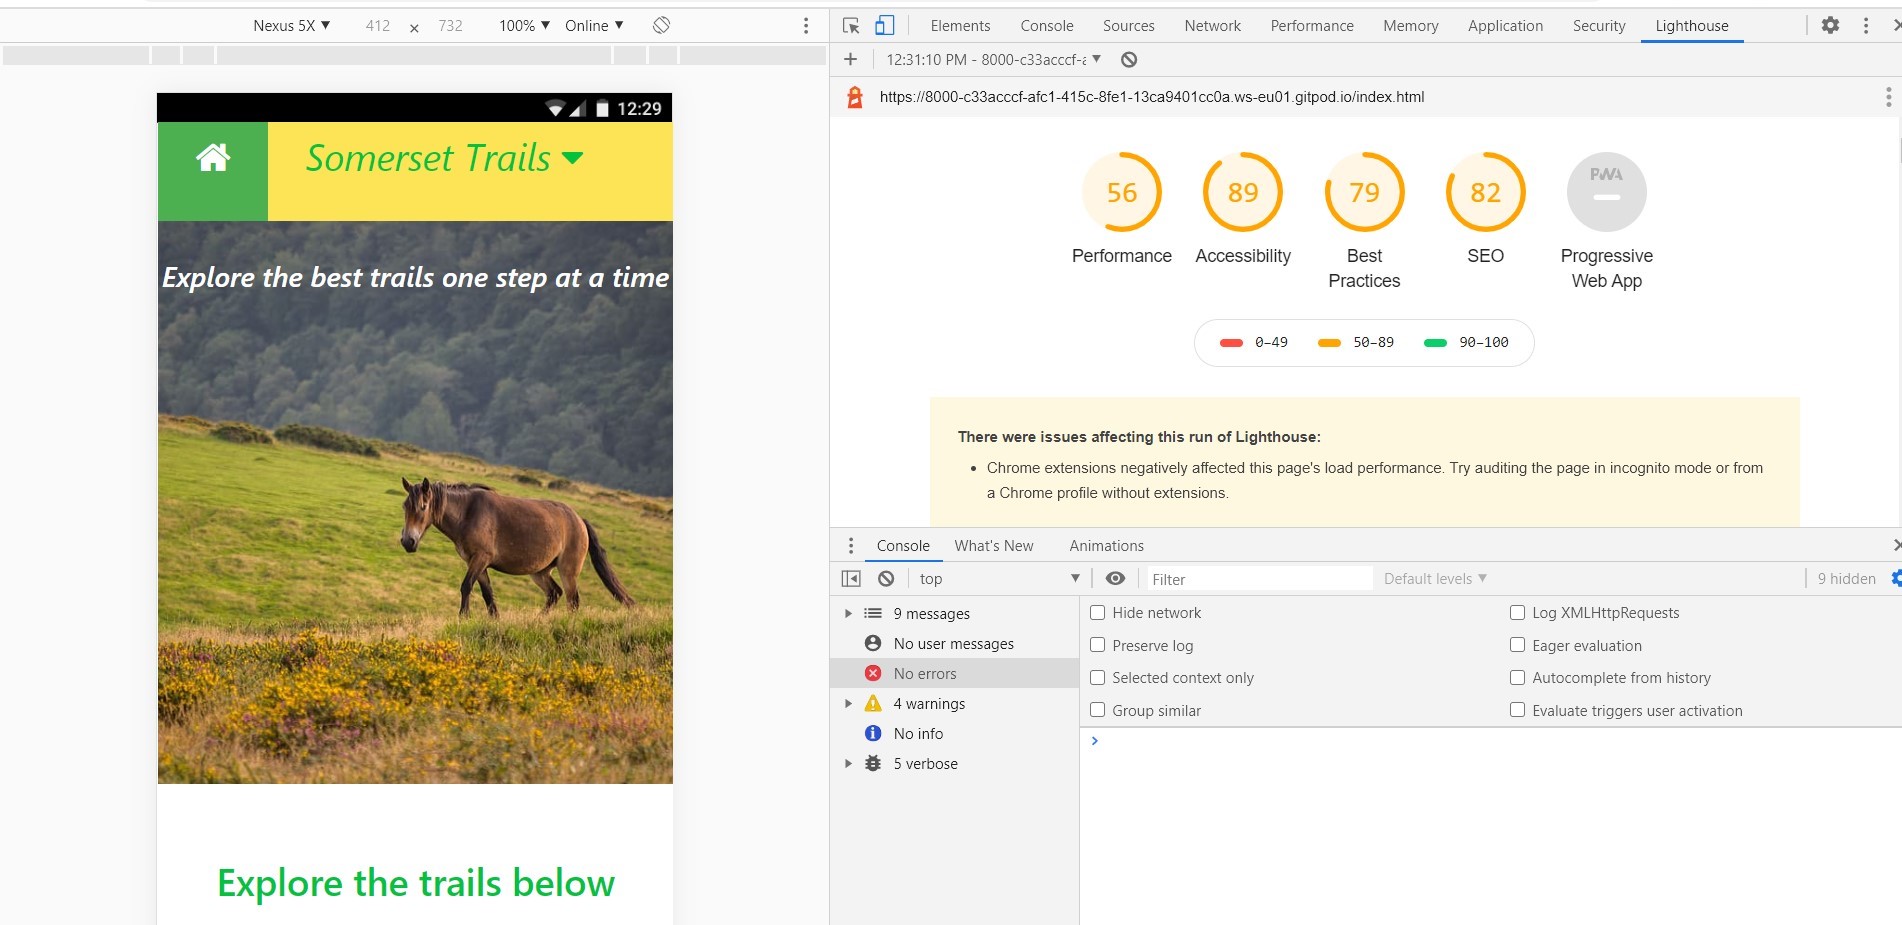 Nexus 5X 412 × 732 100% Online
12:29
Somerset Trails
Explore the best trails one step at a time
Explore the trails below
Elements Console Sources Network Performance Memory Application Security Lighthouse
12:31:10 PM - 8000-c33acccf-a
https://8000-c33acccf-afc1-415c-8fe1-13ca9401cc0a.ws-eu01.gitpod.io/index.html
56 89 79 82 PWA
Performance Accessibility Best Practices SEO Progressive Web App
0–49 50–89 90–100
There were issues affecting this run of Lighthouse:
Chrome extensions negatively affected this page's load performance. Try auditing the page in incognito mode or from
a Chrome profile without extensions.
Console What's New Animations
top Filter Default levels 9 hidden
9 messages
No user messages
No errors
4 warnings
No info
5 verbose
Hide network Log XMLHttpRequests
Preserve log Eager evaluation
Selected context only Autocomplete from history
Group similar Evaluate triggers user activation